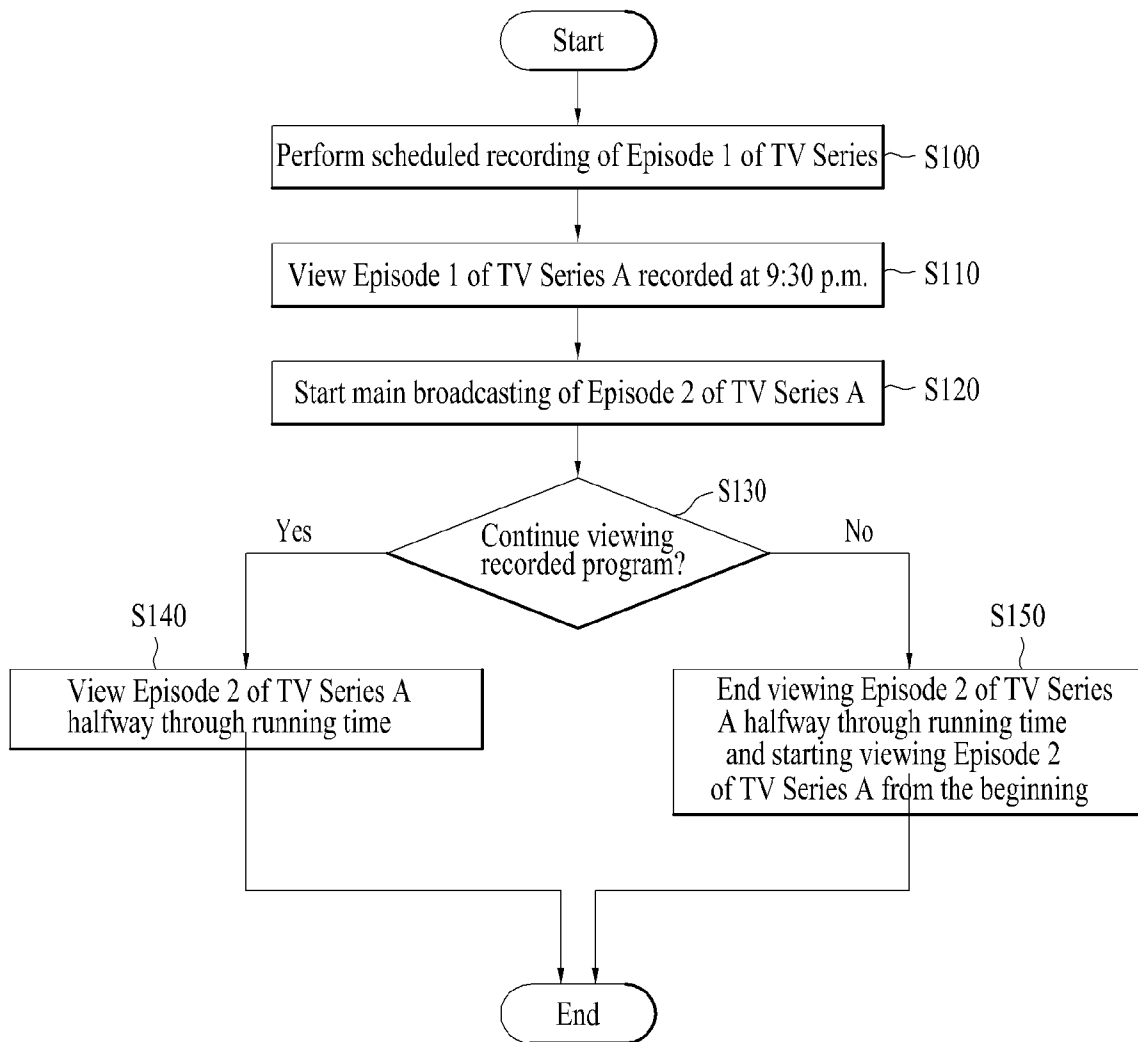 Start
Perform scheduled recording of Episode 1 of TV Series
S100
View Episode 1 of TV Series A recorded at 9:30 p.m.
S110
Start main broadcasting of Episode 2 of TV Series A
S120
S130
Continue viewing
recorded program?
Yes
No
S140
View Episode 2 of TV Series A
halfway through running time
S150
End viewing Episode 2 of TV Series
A halfway through running time
and starting viewing Episode 2
of TV Series A from the beginning
End